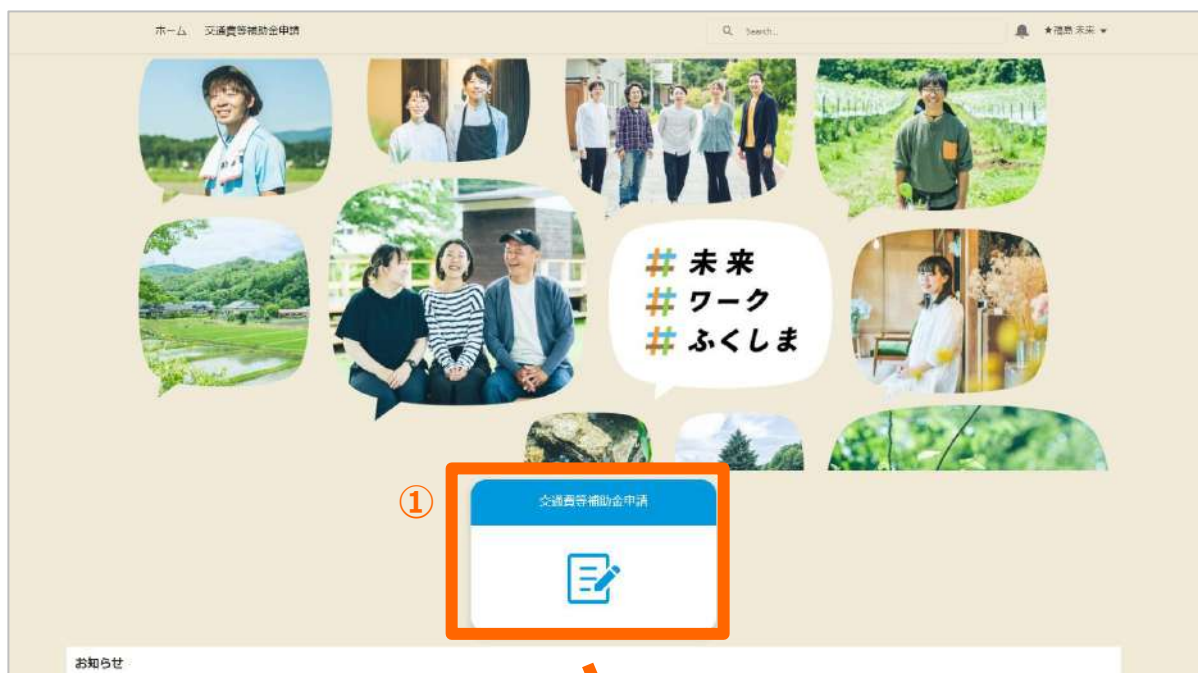 ホーム 交通費等補助金申請
Search...
★福島 未来
# 未来
# ワーク
# ふくしま
①
交通費等補助金申請
お知らせ